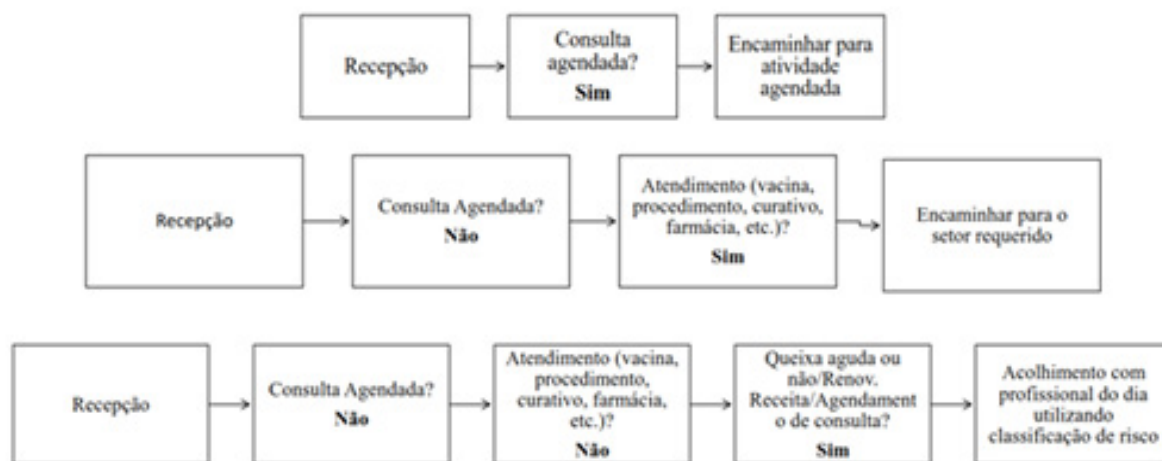 Recepção
Consulta
agendada?
Sim
Encaminhar para
atividade
agendada
Recepção
Consulta Agendada?
Não
Atendimento (vacina,
procedimento, curativo,
farmácia, etc.)?
Sim
Encaminhar para o
setor requerido
Recepção
Consulta Agendada?
Não
Atendimento (vacina,
procedimento,
curativo, farmácia,
etc.)?
Não
Queixa aguda ou
não/Renov.
Receita/Agendament
o de consulta?
Sim
Acolhimento com
profissional do dia
utilizando
classificação de risco